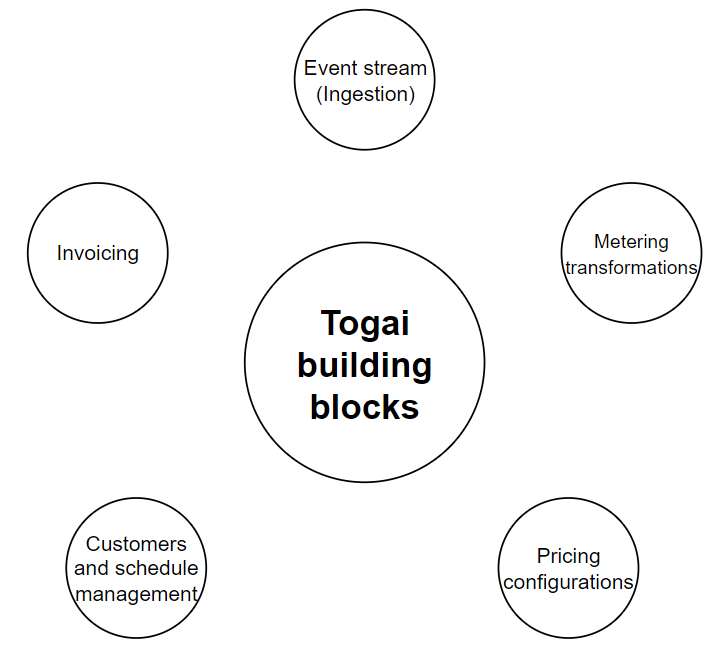 Event stream
(Ingestion)
Invoicing
Metering
transformations
Togai
building
blocks
Customers
and schedule
management
Pricing
configurations